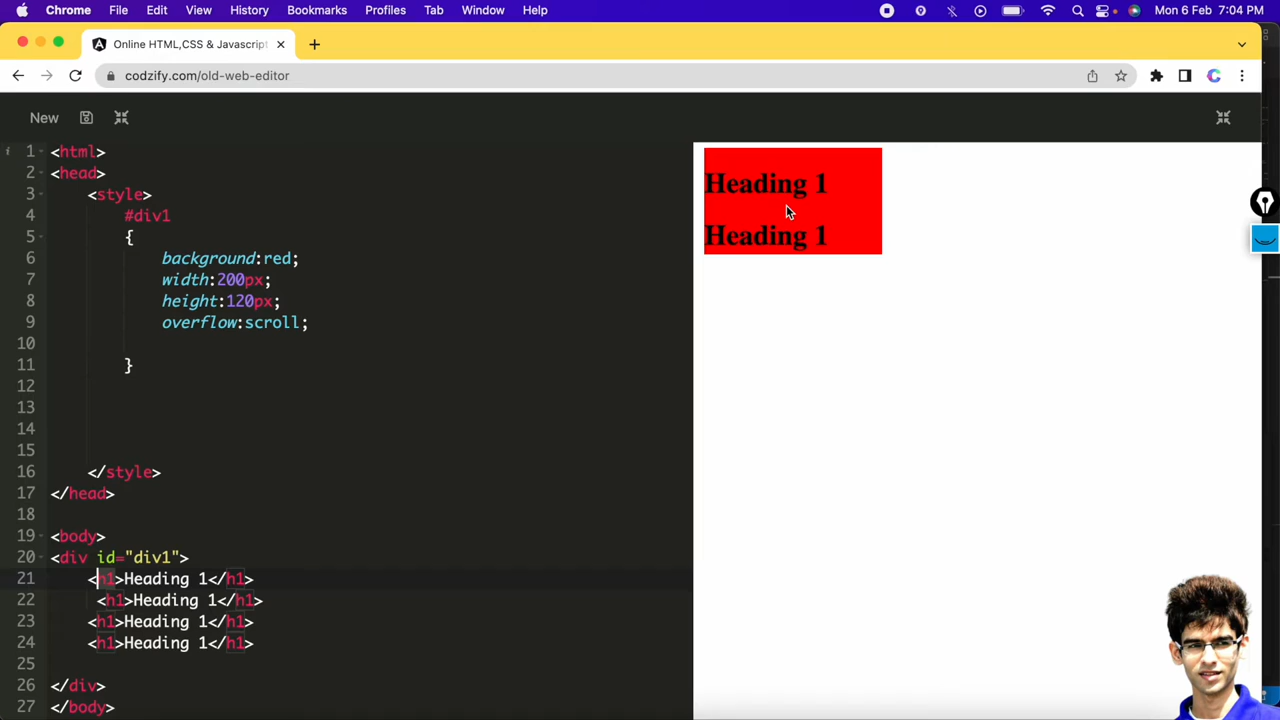 Chrome File Edit View History Bookmarks Profiles Tab Window Help Mon 6 Feb 7:04 PM
Online HTML,CSS & Javascript
codzify.com/old-web-editor
New
1 <html>
2 <head>
3 <style>
4 #div1
5 {
6 background:red;
7 width:200px;
8 height:120px;
9 overflow:scroll;
10
11 }
12
13
14
15
16 </style>
17 </head>
18
19 <body>
20 <div id="div1">
21 <h1>Heading 1</h1>
22 <h1>Heading 1</h1>
23 <h1>Heading 1</h1>
24 <h1>Heading 1</h1>
25
26 </div>
27 </body>
Heading 1
Heading 1